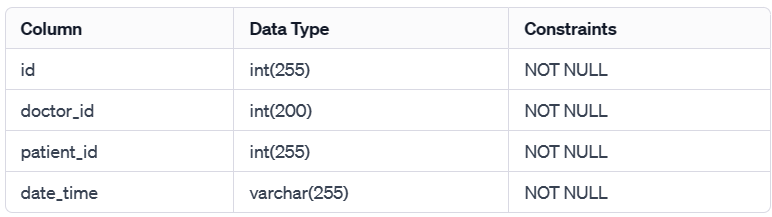 Column Data Type Constraints
id int(255) NOT NULL
doctor_id int(200) NOT NULL
patient_id int(255) NOT NULL
date_time varchar(255) NOT NULL